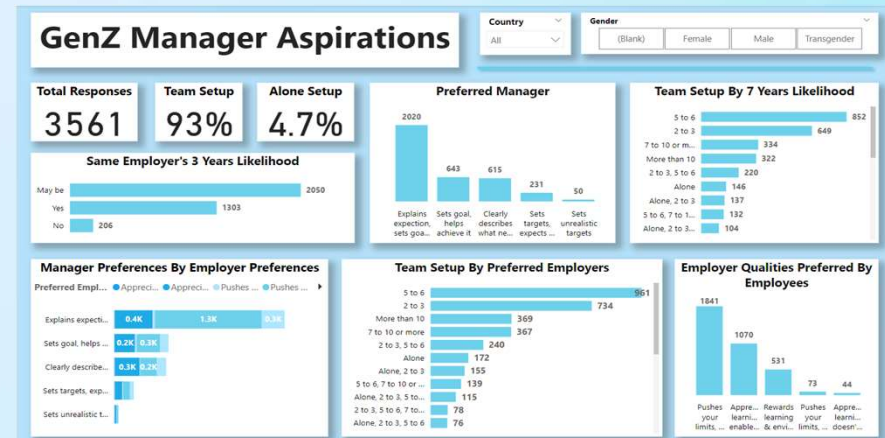 GenZ Manager Aspirations
Country
All
Gender
(Blank) Female Male Transgender
Total Responses
3561
Team Setup
93%
Alone Setup
4.7%
Same Employer's 3 Years Likelihood
May be 2050
Yes 1303
No 206
Preferred Manager
2020 643 615 231 50
Explains Sets goal, Clearly Sets Sets
expection, helps describes targets, unrealistic
sets goa... achieve it what ne... expects ... targets
Team Setup By 7 Years Likelihood
5 to 6 852
2 to 3 649
7 to 10 or m... 334
More than 10 322
2 to 3, 5 to 6 220
Alone 146
Alone, 2 to 3 137
5 to 6, 7 to 1... 132
Alone, 2 to 3... 104
Manager Preferences By Employer Preferences
Preferred Empl... Appreci... Appreci... Pushes ... Pushes ...
Explains expecti... 0.4K 1.3K 0.3K
Sets goal, helps ... 0.2K 0.3K
Clearly describe... 0.3K 0.2K
Sets targets, exp...
Sets unrealistic t...
Team Setup By Preferred Employers
5 to 6 961
2 to 3 734
More than 10 369
7 to 10 or more 367
2 to 3, 5 to 6 240
Alone 172
Alone, 2 to 3 155
5 to 6, 7 to 10 or ... 139
Alone, 2 to 3, 5 to... 115
2 to 3, 5 to 6, 7 to... 78
Alone, 2 to 3, 5 to 6 76
Employer Qualities Preferred By
Employees
1841 1070 531 73 44
Pushes Appre... Rewards Pushes Appre...
your learni... learning your learni...
limits, ... enable... & envi... limits, ... doesn'...